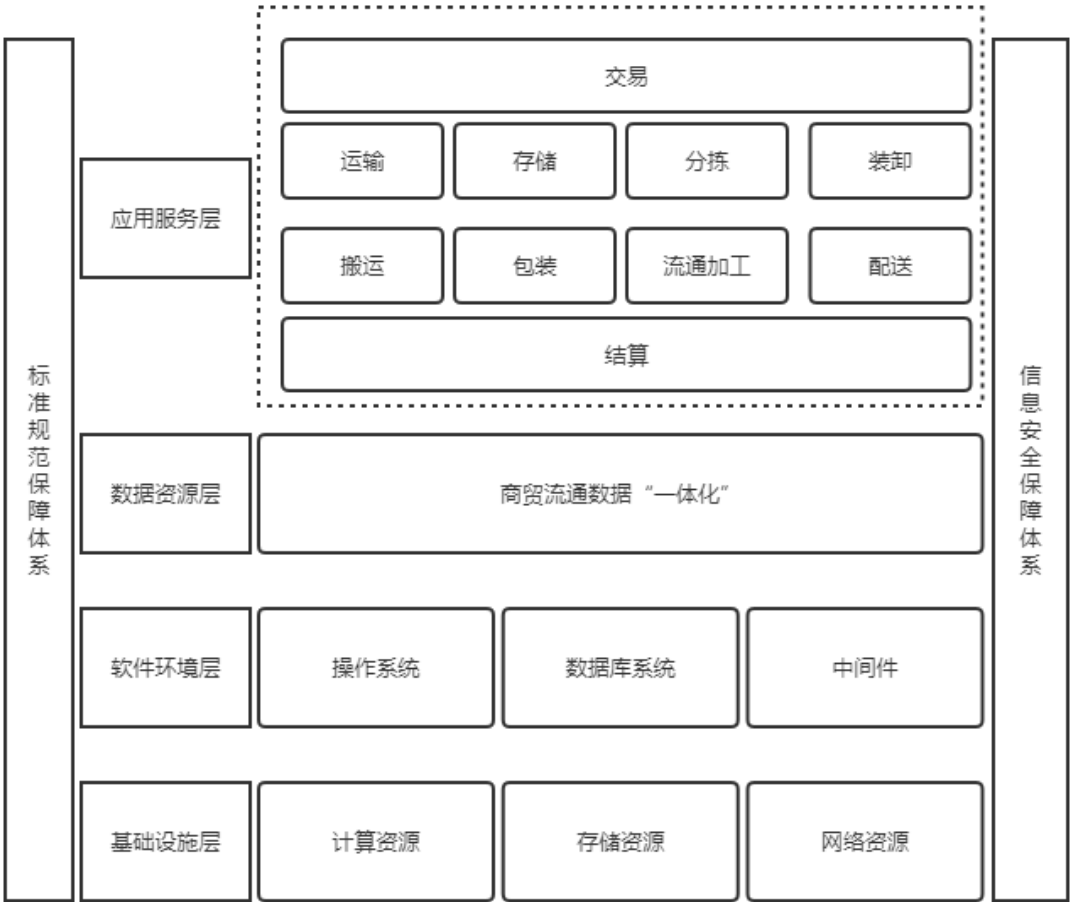 交易
运输
存储
分拣
装卸
应用服务层
搬运
包装
流通加工
配送
结算
标准规范保障体系
信息安全保障体系
数据资源层
商贸流通数据“一体化”
软件环境层
操作系统
数据库系统
中间件
基础设施层
计算资源
存储资源
网络资源